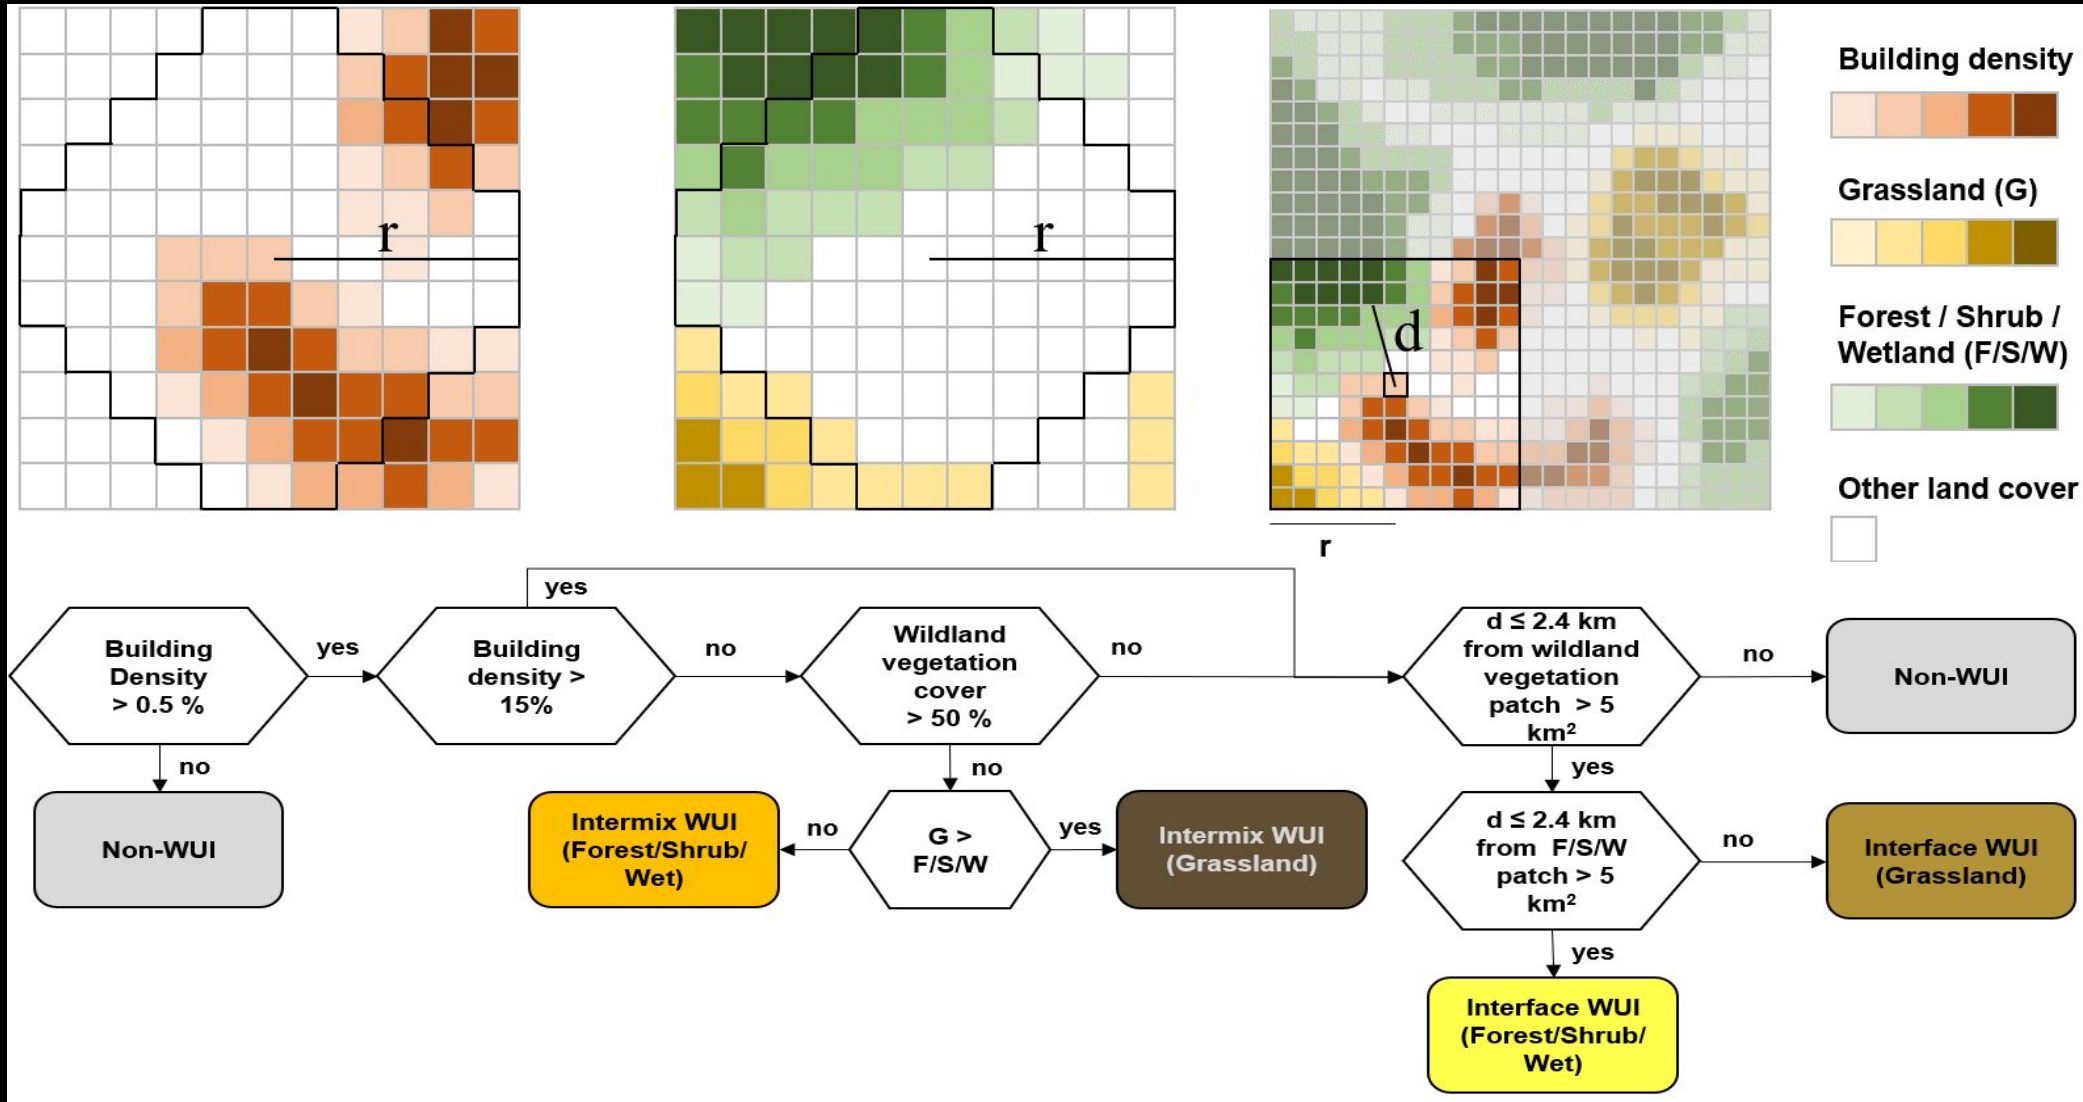 r
r
d
r
Building density
Grassland (G)
Forest / Shrub /
Wetland (F/S/W)
Other land cover
Building
Density
> 0.5 %
yes
no
Non-WUI
Building
density >
15%
yes
no
Wildland
vegetation
cover
> 50 %
no
no
G >
F/S/W
no
yes
Intermix WUI
(Forest/Shrub/
Wet)
Intermix WUI
(Grassland)
d ≤ 2.4 km
from wildland
vegetation
patch > 5
km²
no
Non-WUI
yes
d ≤ 2.4 km
from F/S/W
patch > 5
km²
no
Interface WUI
(Grassland)
yes
Interface WUI
(Forest/Shrub/
Wet)